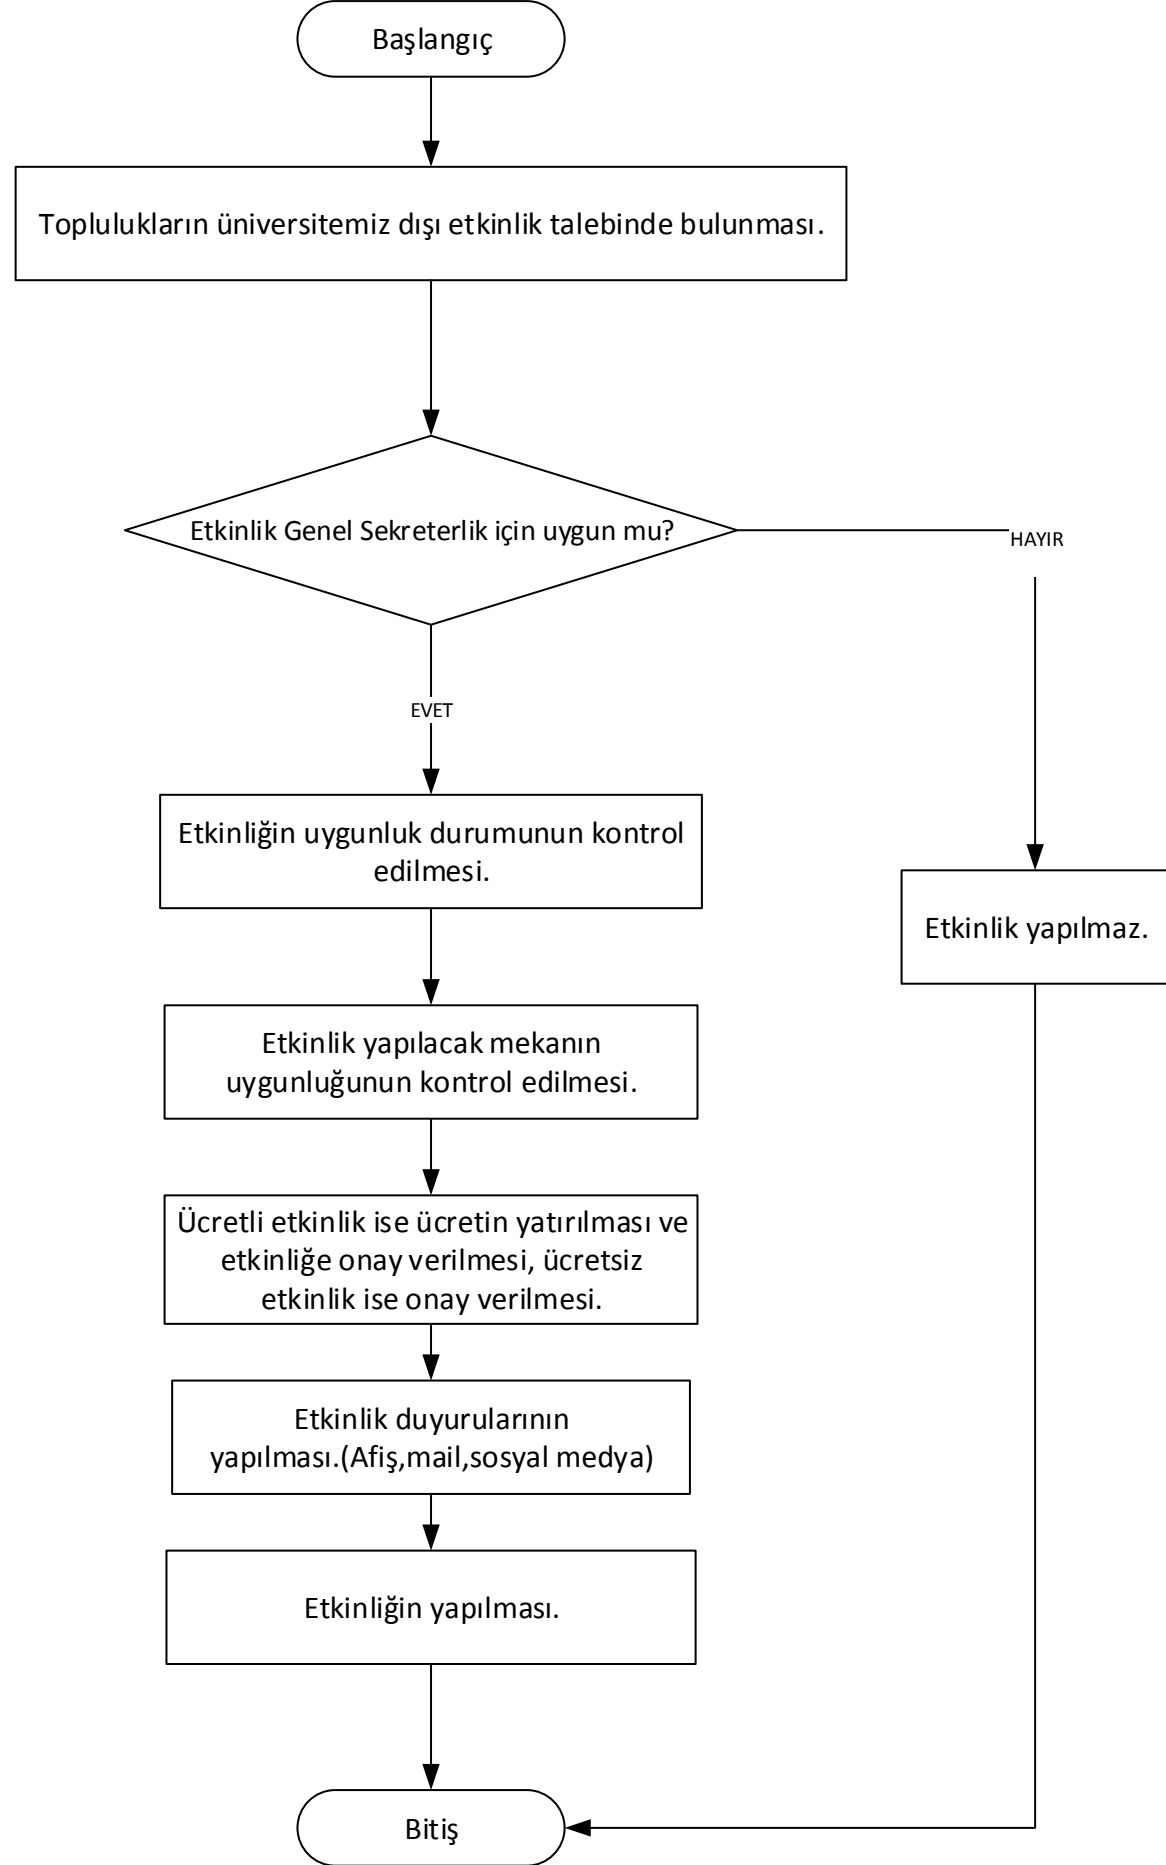 Başlangıç
Toplulukların üniversitemiz dışı etkinlik talebinde bulunması.
Etkinlik Genel Sekreterlik için uygun mu?
HAYIR
EVET
Etkinliğin uygunluk durumunun kontrol
edilmesi.
Etkinlik yapılmaz.
Etkinlik yapılacak mekanın
uygunluğunun kontrol edilmesi.
Ücretli etkinlik ise ücretin yatırılması ve
etkinliğe onay verilmesi, ücretsiz
etkinlik ise onay verilmesi.
Etkinlik duyurularının
yapılması.(Afiş,mail,sosyal medya)
Etkinliğin yapılması.
Bitiş